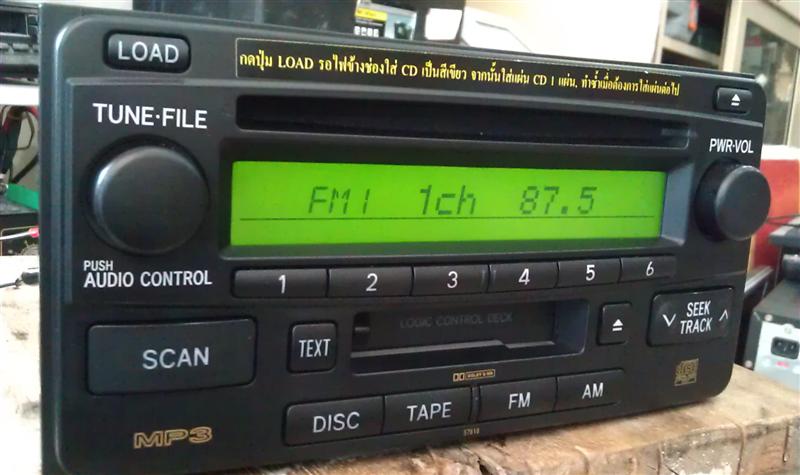 LOAD
กดปุ่ม LOAD รอไฟข้างช่องใส่ CD เป็นสีเขียว จากนั้นใส่แผ่น CD 1 แผ่น, ทำซ้ำเมื่อต้องการใส่แผ่นต่อไป
TUNE·FILE
PWR·VOL
FM1 1ch 87.5
PUSH
AUDIO CONTROL
1 2 3 4 5 6
SCAN
TEXT
LOGIC CONTROL DECK
SEEK
TRACK
DOLBY B NR
DISC TAPE FM AM
MP3